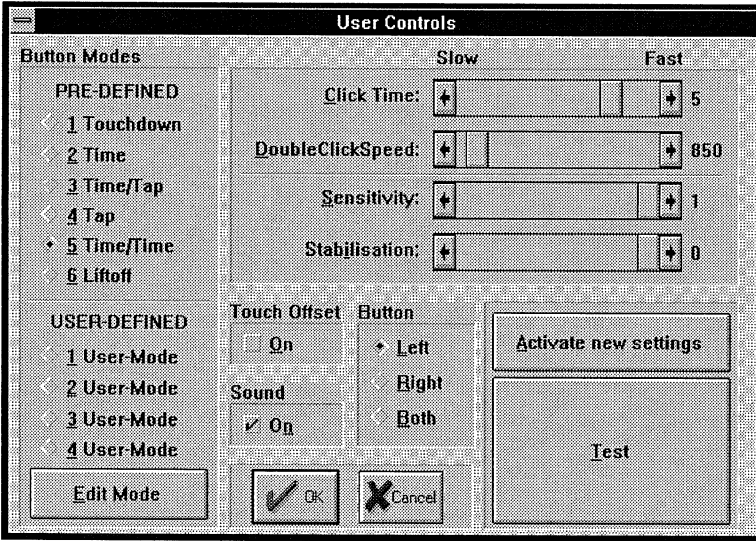 User Controls
Button Modes
PRE-DEFINED
1 Touchdown
2 Time
3 Time/Tap
4 Tap
5 Time/Time
6 Liftoff
USER-DEFINED
1 User-Mode
2 User-Mode
3 User-Mode
4 User-Mode
Edit Mode
Slow Fast
Click Time: 5
DoubleClickSpeed: 850
Sensitivity: 1
Stabilisation: 0
Touch Offset
On
Sound
On
Button
Left
Right
Both
Activate new settings
Test
OK
Cancel